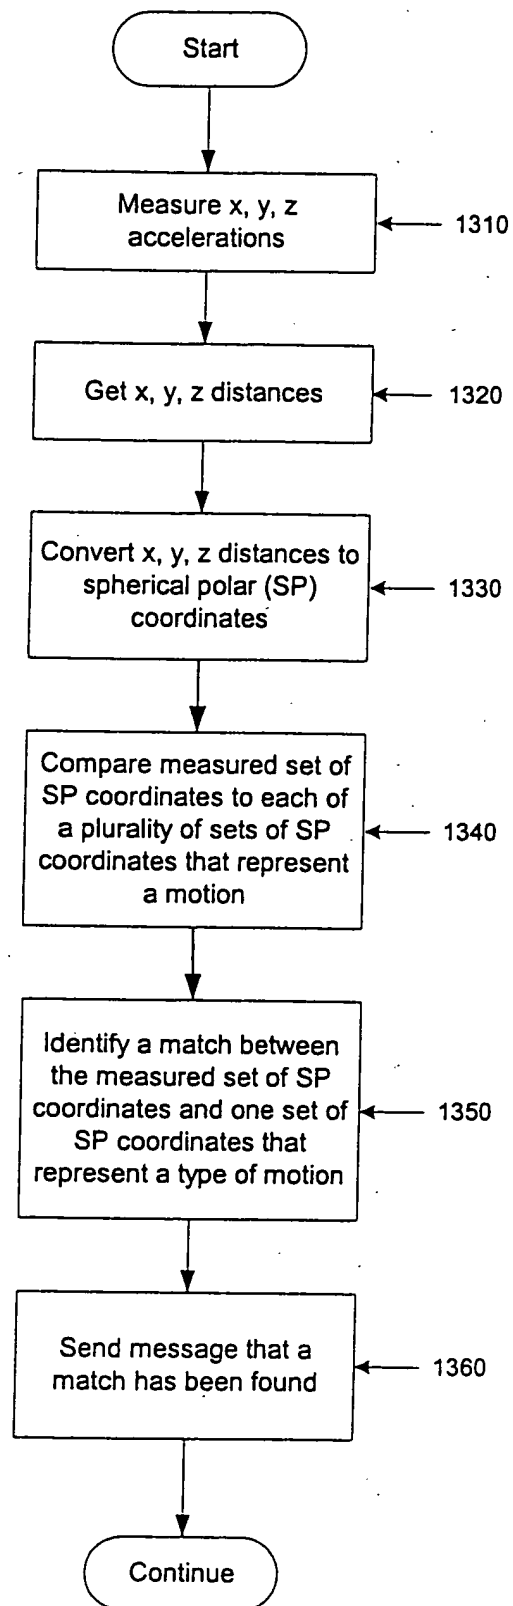 Start
Measure x, y, z
accelerations
1310
Get x, y, z distances
1320
Convert x, y, z distances to
spherical polar (SP)
coordinates
1330
Compare measured set of
SP coordinates to each of
a plurality of sets of SP
coordinates that represent
a motion
1340
Identify a match between
the measured set of SP
coordinates and one set of
SP coordinates that
represent a type of motion
1350
Send message that a
match has been found
1360
Continue